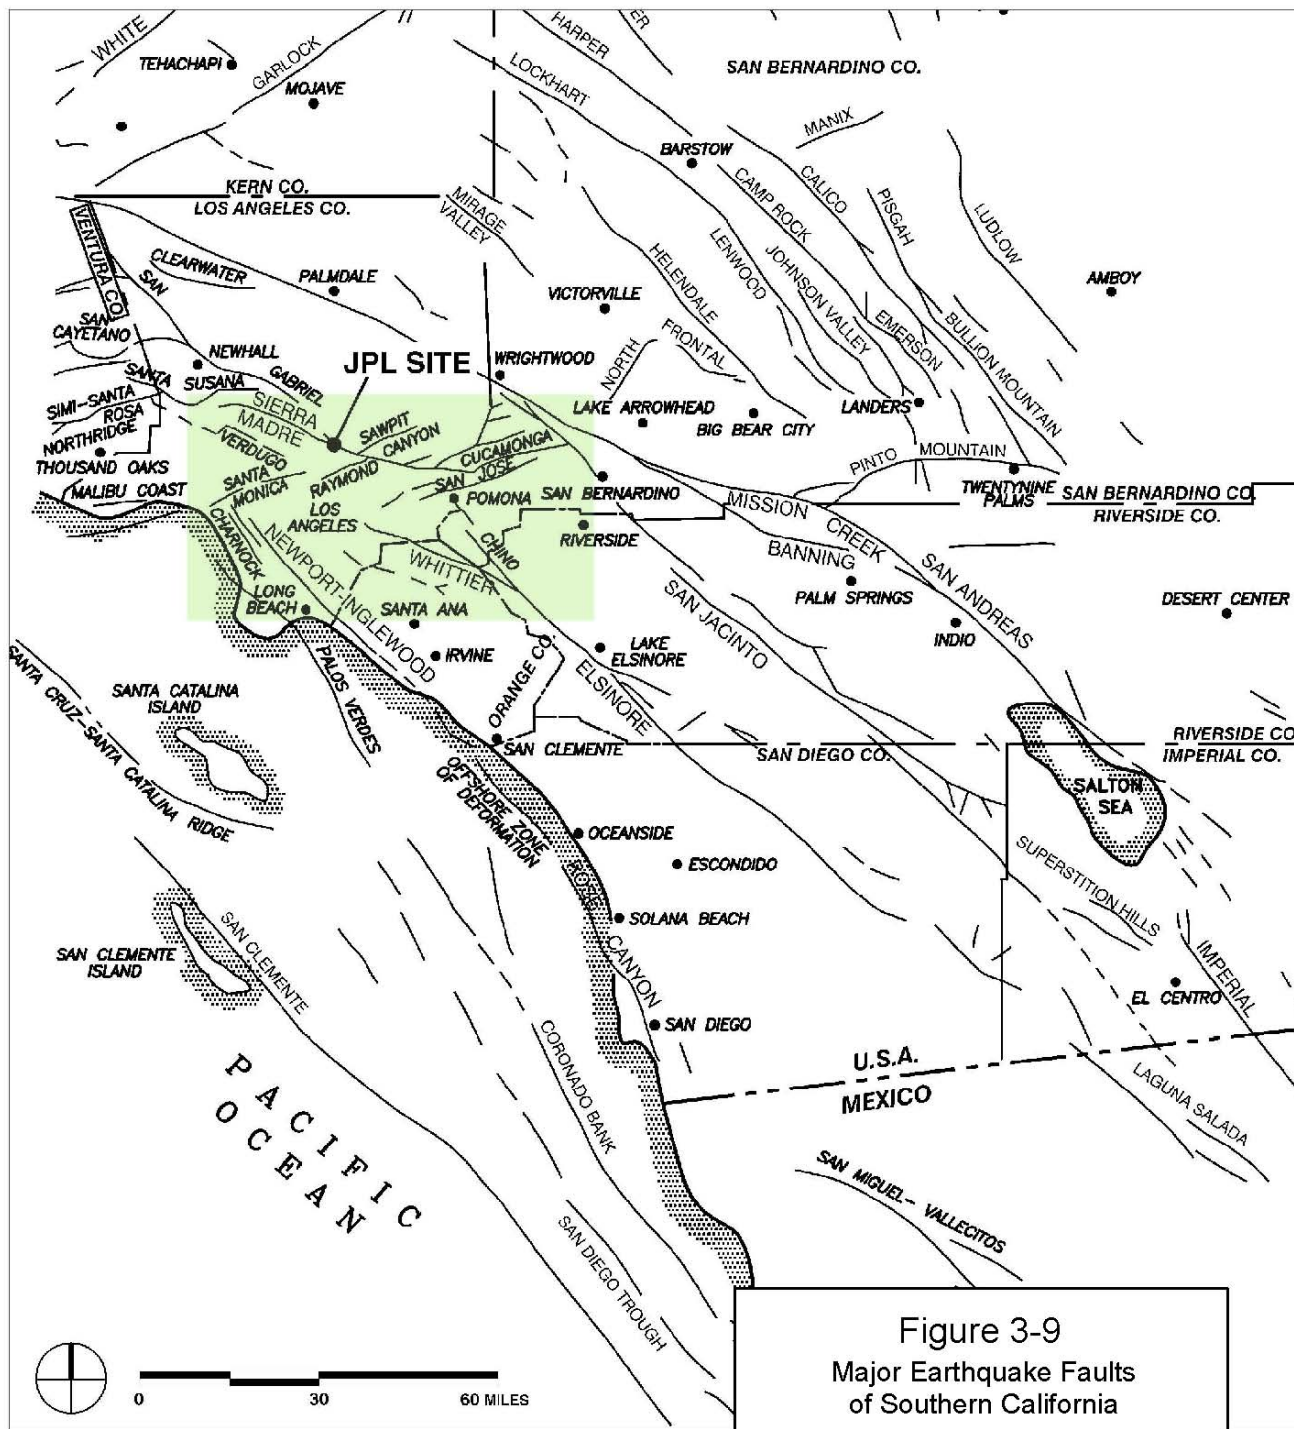 WHITE
TEHACHAPI
GARLOCK
MOJAVE
HARPER
LOCKHART
ER
SAN BERNARDINO CO.
MANIX
BARSTOW
CALICO
CAMP ROCK
PISGAH
LUDLOW
KERN CO.
LOS ANGELES CO.
MIRAGE
VALLEY
VENTURA CO.
SAN
CLEARWATER
PALMDALE
VICTORVILLE
HELENDALE
LENWOOD
JOHNSON VALLEY
AMBOY
SAN
CAYETANO
NEWHALL
GABRIEL
JPL SITE
WRIGHTWOOD
NORTH
FRONTAL
EMERSON
BULLION MOUNTAIN
SANTA
SUSANA
SIMI-SANTA
ROSA
NORTHRIDGE
THOUSAND OAKS
MALIBU COAST
SIERRA
MADRE
VERDUGO
SAWPIT
CANYON
RAYMOND
CUCAMONGA
SAN JOSE
SANTA
MONICA
LOS
ANGELES
POMONA
SAN BERNARDINO
LAKE ARROWHEAD
BIG BEAR CITY
LANDERS
PINTO MOUNTAIN
TWENTYNINE
PALMS
SAN BERNARDINO CO.
RIVERSIDE CO.
CHARNOCK
NEWPORT-INGLEWOOD
WHITTIER
CHINO
RIVERSIDE
MISSION CREEK
BANNING
SAN ANDREAS
SAN JACINTO
PALM SPRINGS
INDIO
DESERT CENTER
LONG
BEACH
SANTA ANA
IRVINE
LAKE
ELSINORE
ELSINORE
ORANGE CO.
PALOS VERDES
SANTA CATALINA
ISLAND
SANTA CRUZ-SANTA CATALINA RIDGE
SAN CLEMENTE
SAN DIEGO CO.
RIVERSIDE CO.
IMPERIAL CO.
SALTON
SEA
OFFSHORE ZONE
OF DEFORMATION
OCEANSIDE
ESCONDIDO
ROSE
CANYON
SOLANA BEACH
SUPERSTITION HILLS
IMPERIAL
EL CENTRO
SAN CLEMENTE
SAN CLEMENTE
ISLAND
SAN DIEGO
CORONADO BANK
U.S.A.
MEXICO
LAGUNA SALADA
PACIFIC
OCEAN
SAN MIGUEL- VALLECITOS
SAN DIEGO TROUGH
0 30 60 MILES
Figure 3-9
Major Earthquake Faults
of Southern California